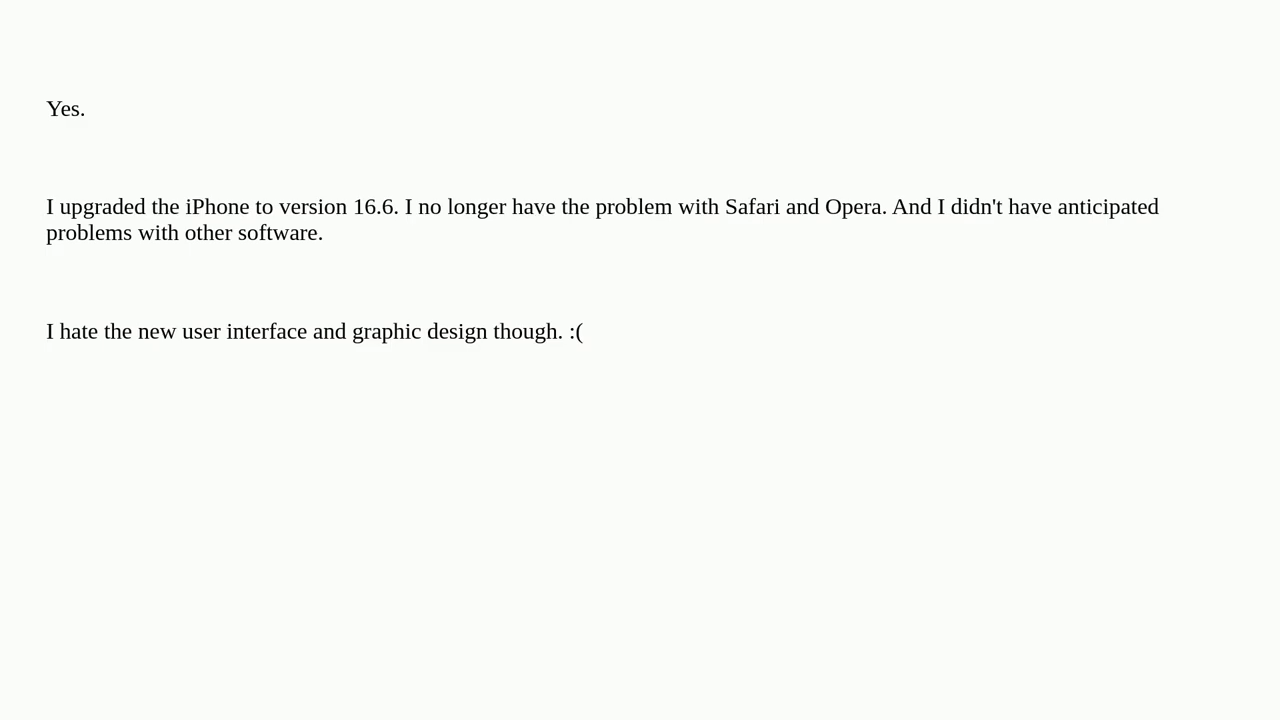 Yes.
I upgraded the iPhone to version 16.6. I no longer have the problem with Safari and Opera. And I didn't have anticipated
problems with other software.
I hate the new user interface and graphic design though. :(